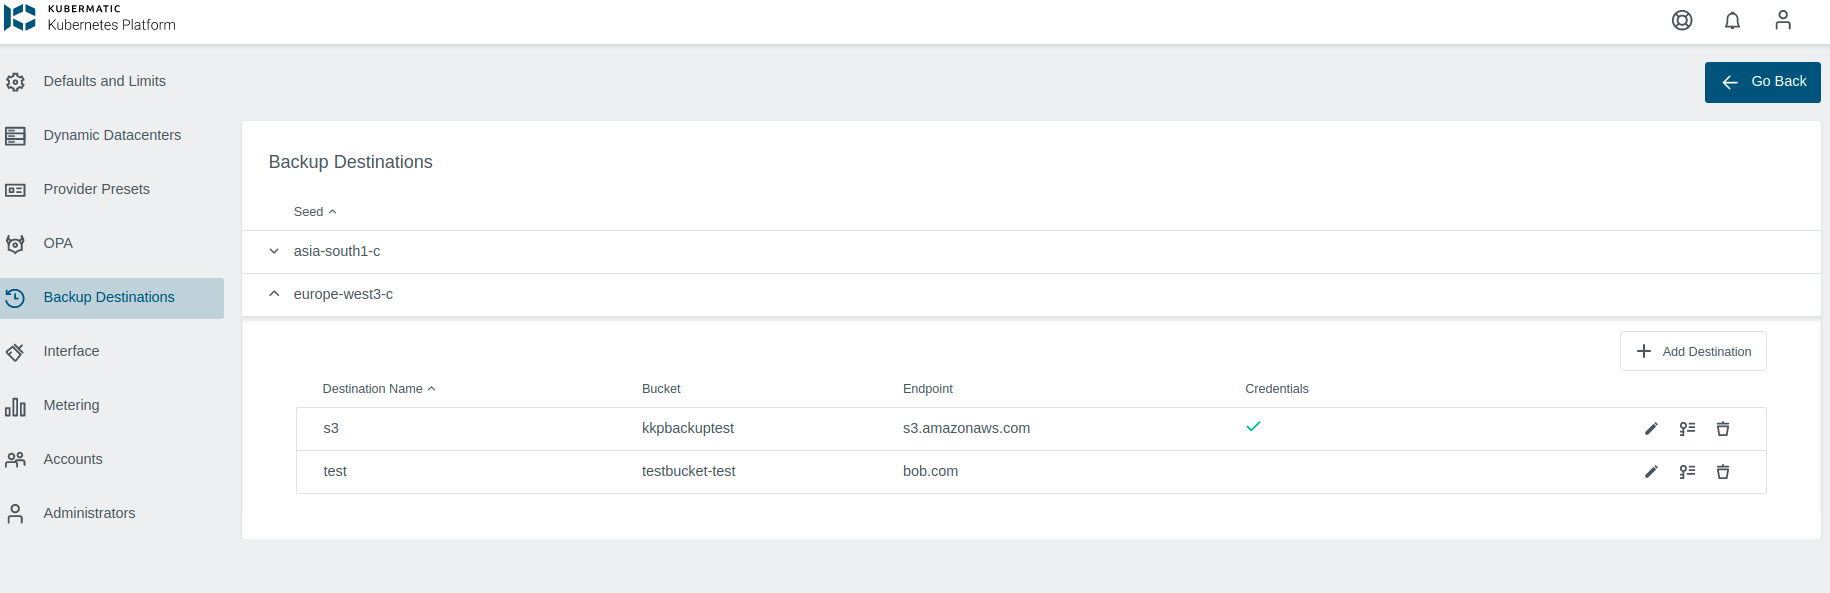 KUBERMATIC
Kubernetes Platform
Defaults and Limits
Go Back
Dynamic Datacenters
Backup Destinations
Provider Presets
Seed
OPA
asia-south1-c
Backup Destinations
europe-west3-c
Interface
Add Destination
Destination Name Bucket Endpoint Credentials
Metering
s3 kkpbackuptest s3.amazonaws.com
Accounts
test testbucket-test bob.com
Administrators